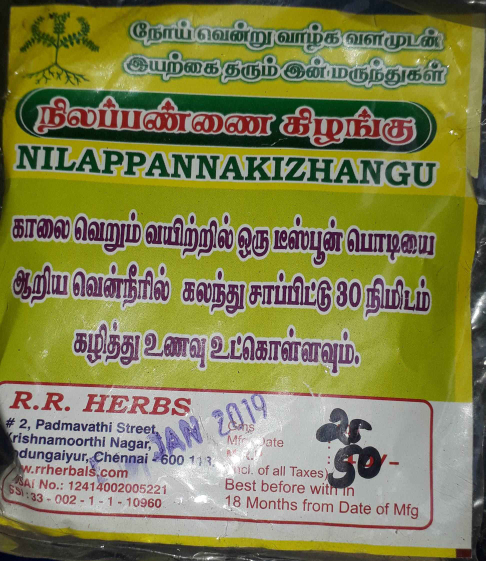 நோய் வென்று வாழ்க வளமுடன்
இயற்கை தரும் இன் மருந்துகள்
நிலப்பண்ணை கிழங்கு
NILAPPANNAKIZHANGU
காலை வெறும் வயிற்றில் ஒரு டீஸ்பூன் பொடியை
ஆறிய வென்நீரில் கலந்து சாப்பிட்டு 30 நிமிடம்
கழித்து உணவு உட்கொள்ளவும்.
R.R. HERBS
# 2, Padmavathi Street,
Krishnamoorthi Nagar,
Chennai - 600 118
www.rrherbals.com
No: 12414002005221
33 - 002 - 1 - 1 - 10960
JAN 2019
Gms
Mfg Date
(Incl. of all Taxes)
50
Best before with in
18 Months from Date of Mfg